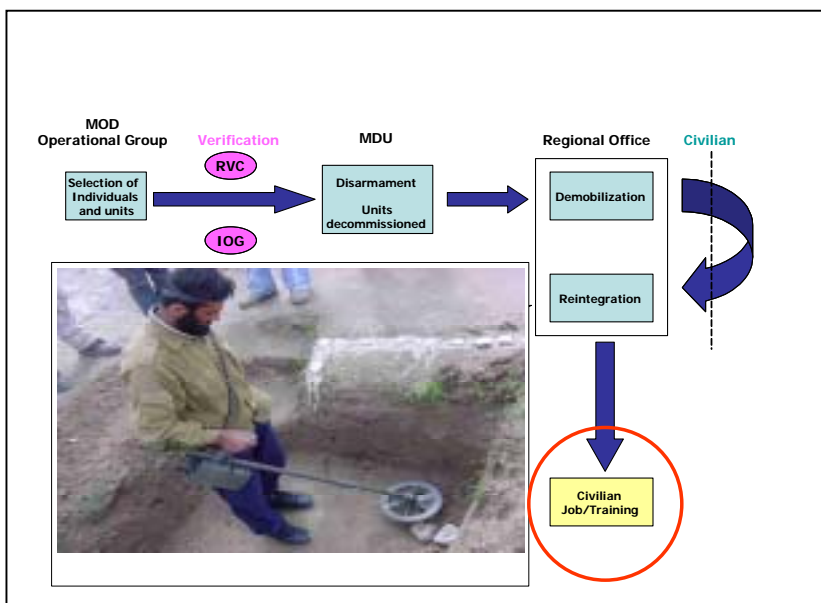 MOD
Operational Group
Verification
MDU
Regional Office
Civilian
RVC
Selection of
Individuals
and units
Disarmament
Units
decommissioned
Demobilization
IOG
Reintegration
Civilian
Job/Training